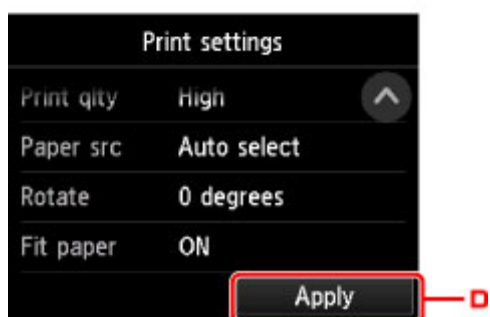 Print settings
Print qlty High
Paper src Auto select
Rotate 0 degrees
Fit paper ON
Apply D